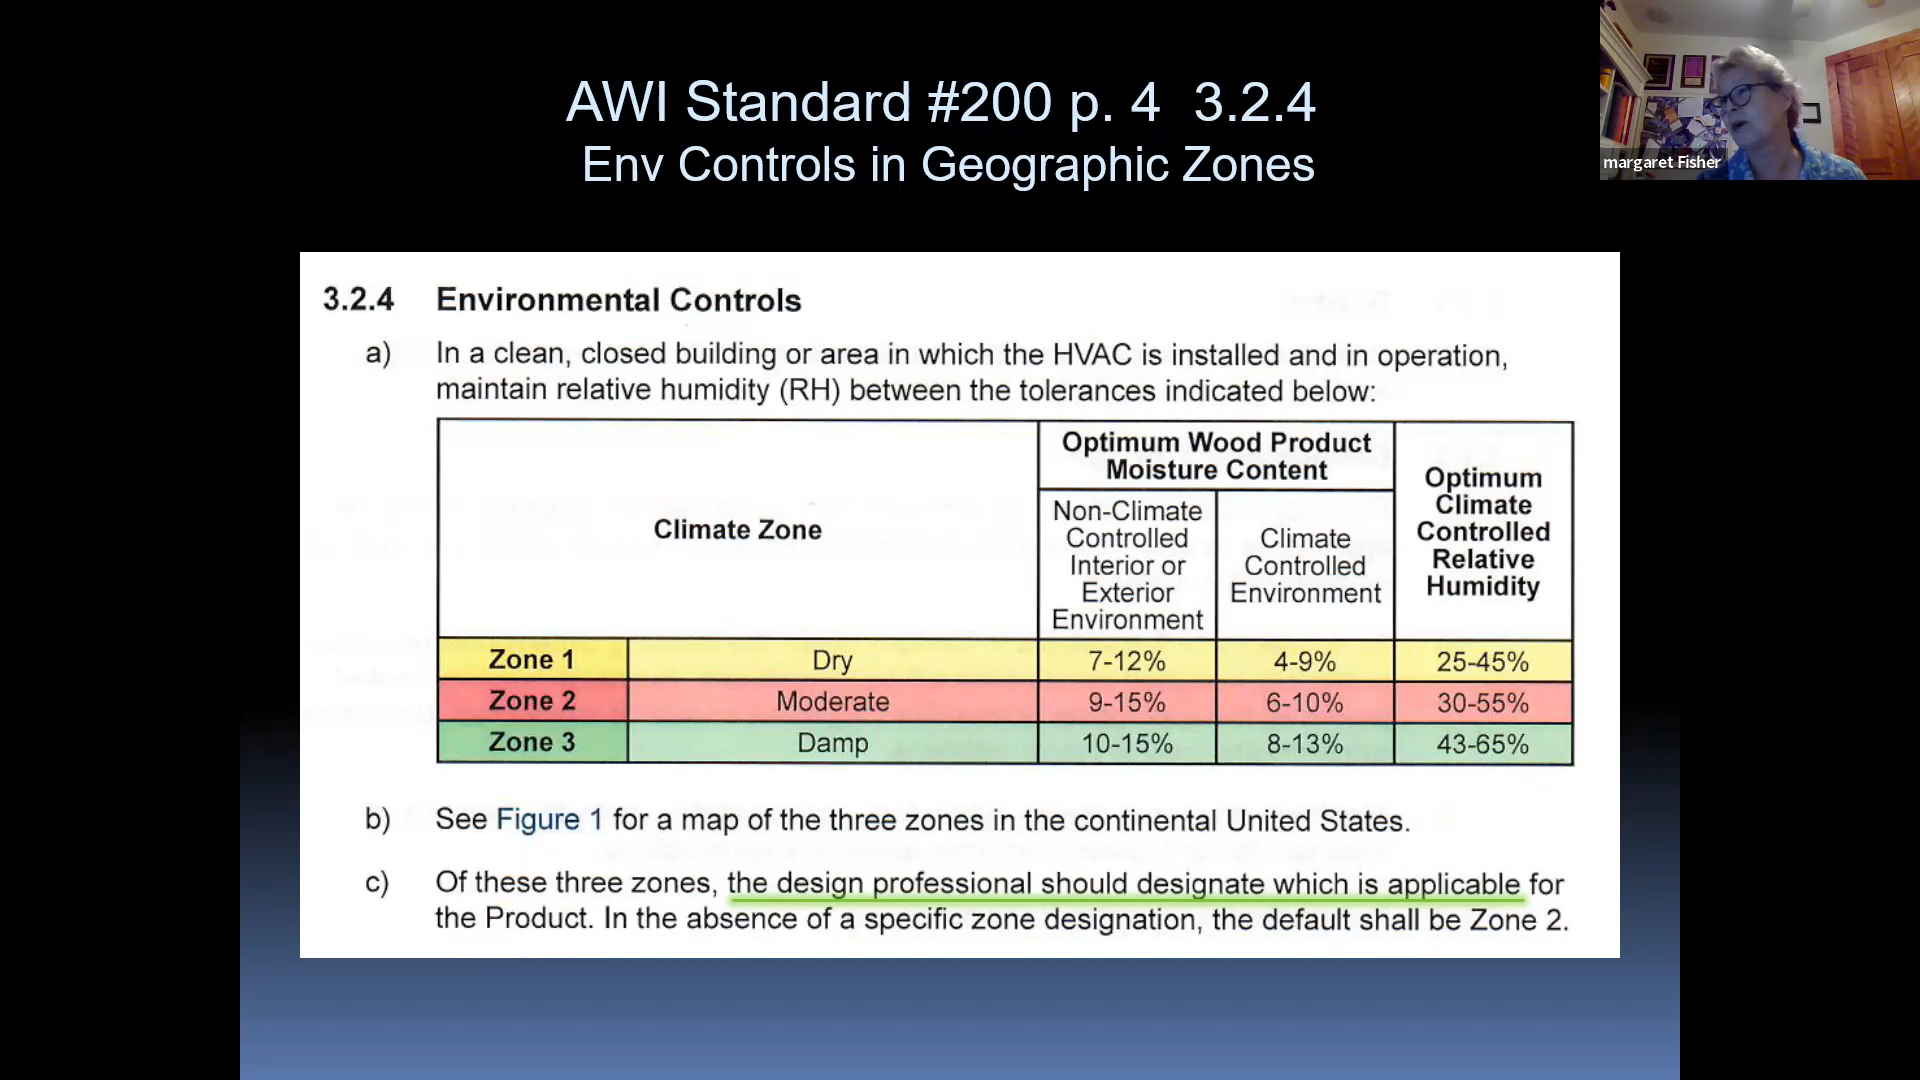 AWI Standard #200 p. 4 3.2.4
Env Controls in Geographic Zones
margaret Fisher
3.2.4 Environmental Controls
a) In a clean, closed building or area in which the HVAC is installed and in operation,
maintain relative humidity (RH) between the tolerances indicated below:
Climate Zone
Optimum Wood Product
Moisture Content
Non-Climate
Controlled
Interior or
Exterior
Environment
Climate
Controlled
Environment
Optimum
Climate
Controlled
Relative
Humidity
Zone 1 Dry 7-12% 4-9% 25-45%
Zone 2 Moderate 9-15% 6-10% 30-55%
Zone 3 Damp 10-15% 8-13% 43-65%
b) See Figure 1 for a map of the three zones in the continental United States.
c) Of these three zones, the design professional should designate which is applicable for
the Product. In the absence of a specific zone designation, the default shall be Zone 2.